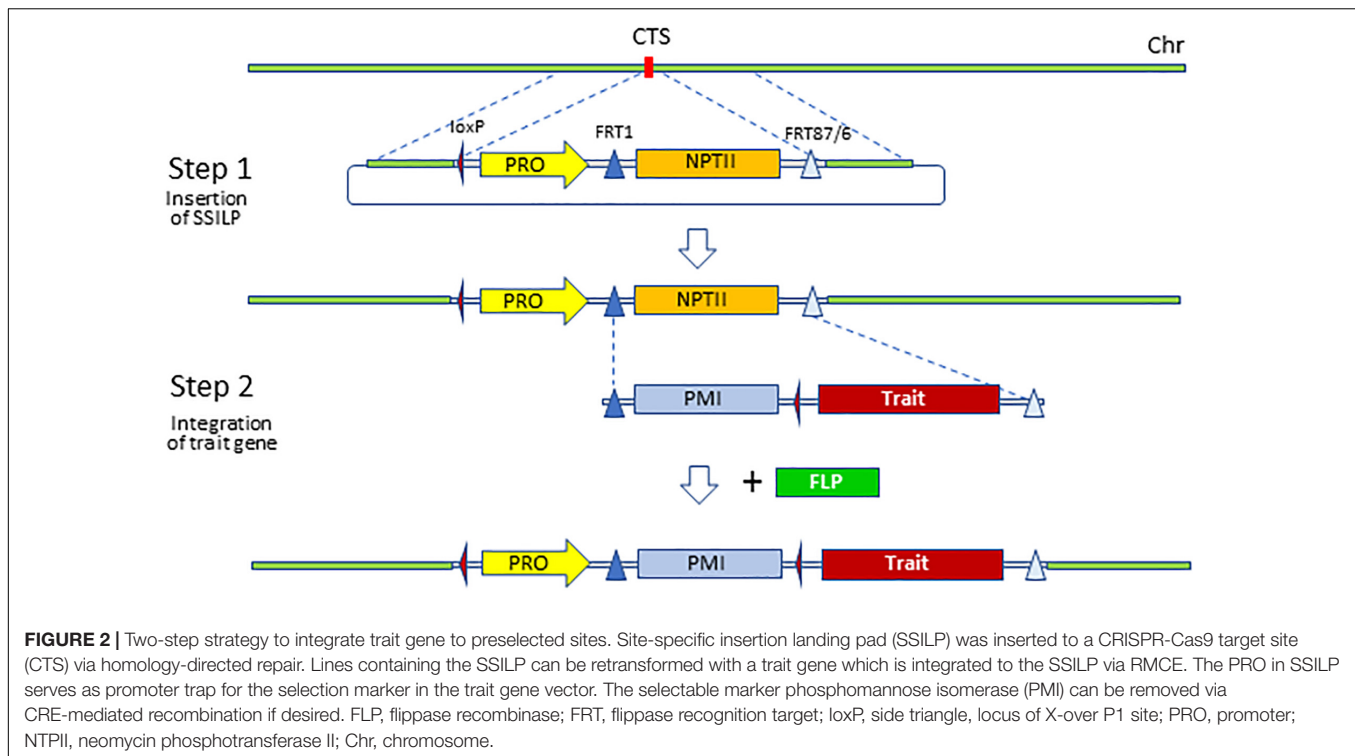 CTS
Chr
loxP
FRT1
FRT87/6
Step 1
PRO
NPTII
Insertion
of SSILP
PRO
NPTII
Step 2
PMI
Trait
Integration
of trait gene
+ FLP
PRO
PMI
Trait
FIGURE 2 | Two-step strategy to integrate trait gene to preselected sites. Site-specific insertion landing pad (SSILP) was inserted to a CRISPR-Cas9 target site
(CTS) via homology-directed repair. Lines containing the SSILP can be retransformed with a trait gene which is integrated to the SSILP via RMCE. The PRO in SSILP
serves as promoter trap for the selection marker in the trait gene vector. The selectable marker phosphomannose isomerase (PMI) can be removed via
CRE-mediated recombination if desired. FLP, flippase recombinase; FRT, flippase recognition target; loxP, side triangle, locus of X-over P1 site; PRO, promoter;
NTPII, neomycin phosphotransferase II; Chr, chromosome.